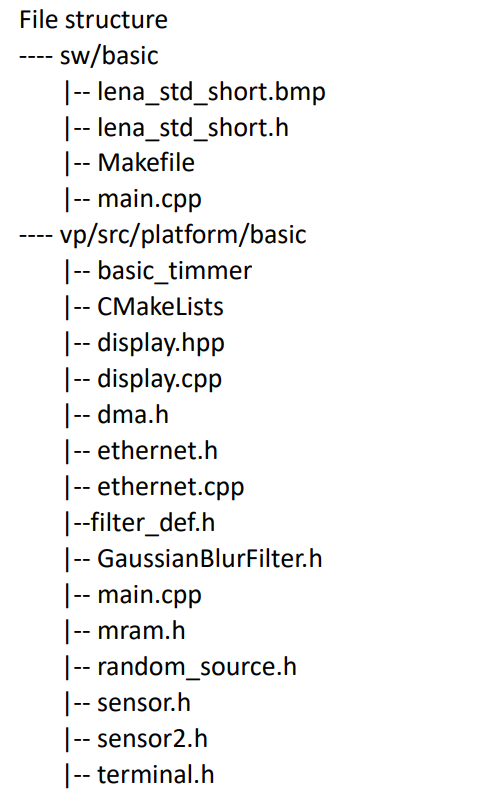 File structure
---- sw/basic
|-- lena_std_short.bmp
|-- lena_std_short.h
|-- Makefile
|-- main.cpp
---- vp/src/platform/basic
|-- basic_timmer
|-- CMakeLists
|-- display.hpp
|-- display.cpp
|-- dma.h
|-- ethernet.h
|-- ethernet.cpp
|--filter_def.h
|-- GaussianBlurFilter.h
|-- main.cpp
|-- mram.h
|-- random_source.h
|-- sensor.h
|-- sensor2.h
|-- terminal.h